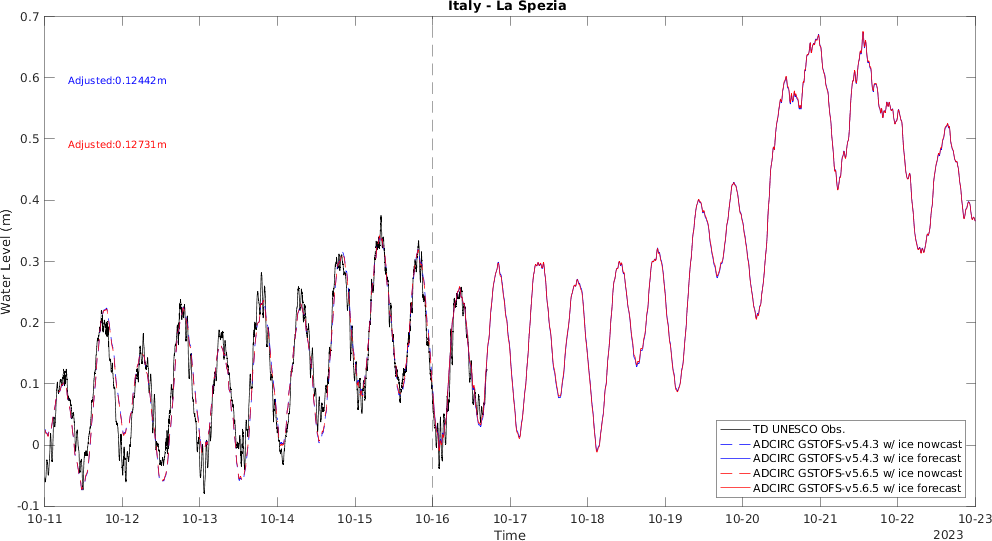 Italy - La Spezia
0.7
0.6
0.5
0.4
0.3
0.2
0.1
0
-0.1
Water Level (m)
Adjusted:0.12442m
Adjusted:0.12731m
TD UNESCO Obs.
ADCIRC GSTOFS-v5.4.3 w/ ice nowcast
ADCIRC GSTOFS-v5.4.3 w/ ice forecast
ADCIRC GSTOFS-v5.6.5 w/ ice nowcast
ADCIRC GSTOFS-v5.6.5 w/ ice forecast
10-11 10-12 10-13 10-14 10-15 10-16 10-17 10-18 10-19 10-20 10-21 10-22 10-23
Time
2023